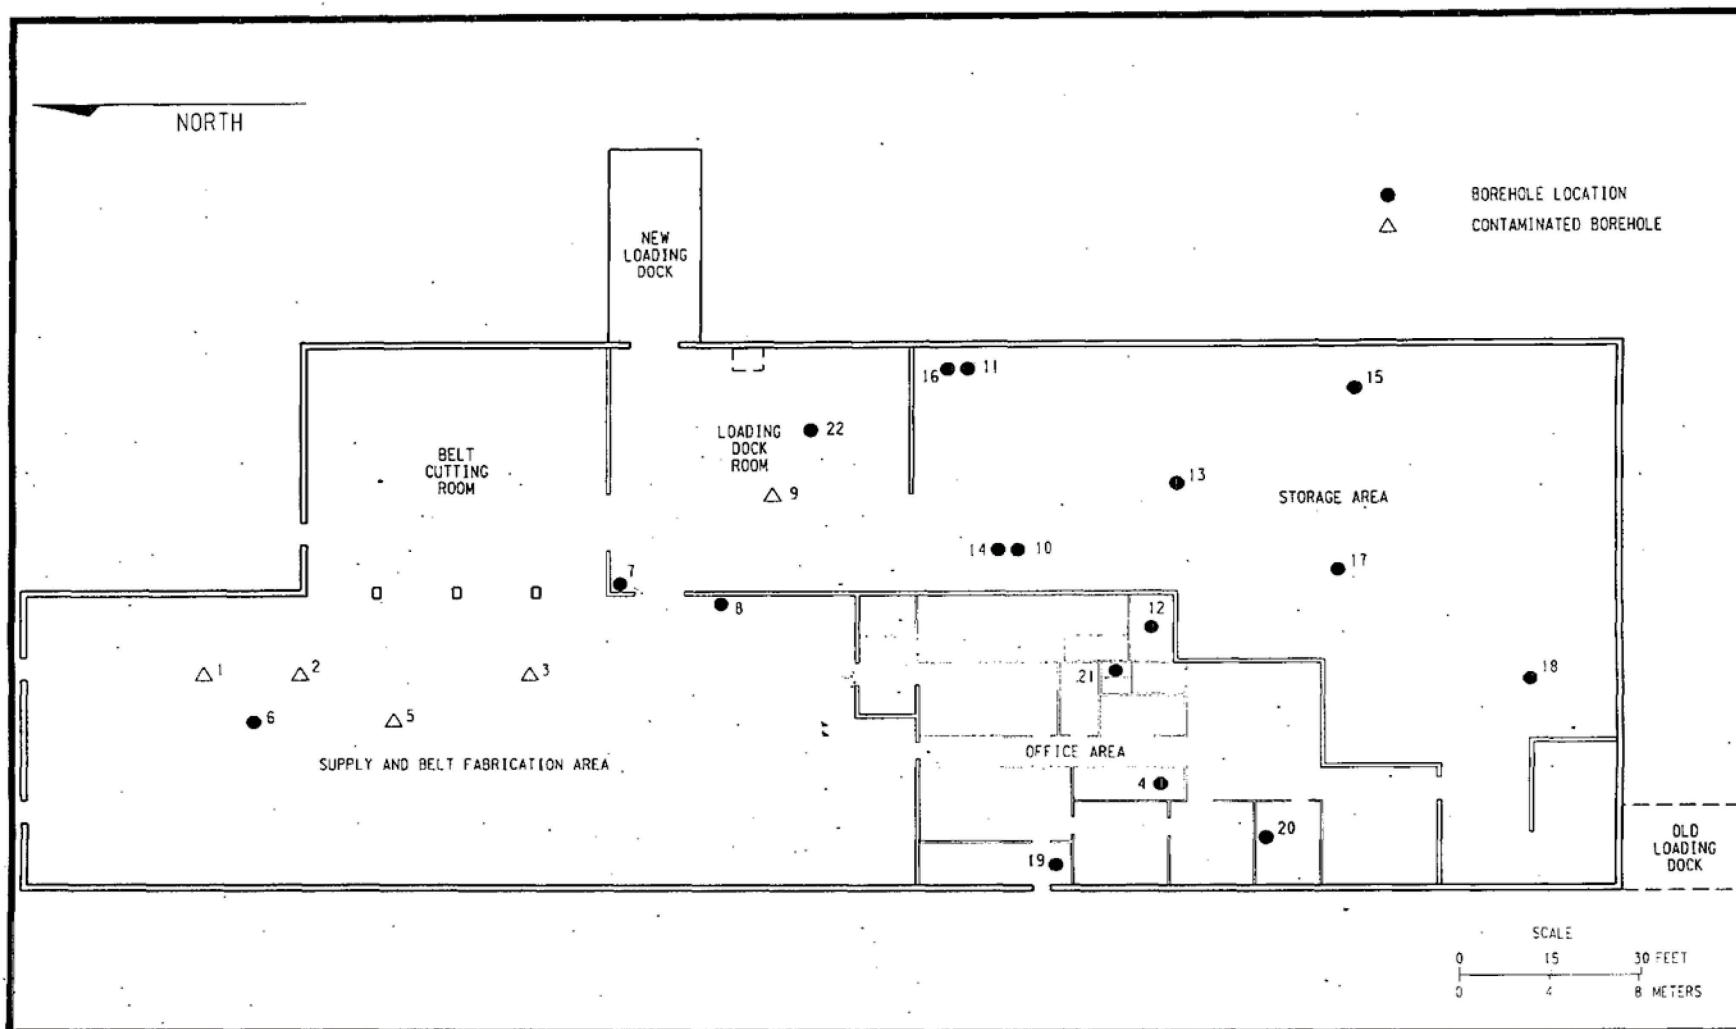 NORTH
BOREHOLE LOCATION
CONTAMINATED BOREHOLE
NEW
LOADING
DOCK
16
11
15
LOADING
DOCK
ROOM
22
BELT
CUTTING
ROOM
9
13
STORAGE AREA
14
10
17
7
8
12
1
2
3
21
18
6
5
SUPPLY AND BELT FABRICATION AREA
OFFICE AREA
4
20
19
OLD
LOADING
DOCK
SCALE
0 15 30 FEET
0 4 8 METERS